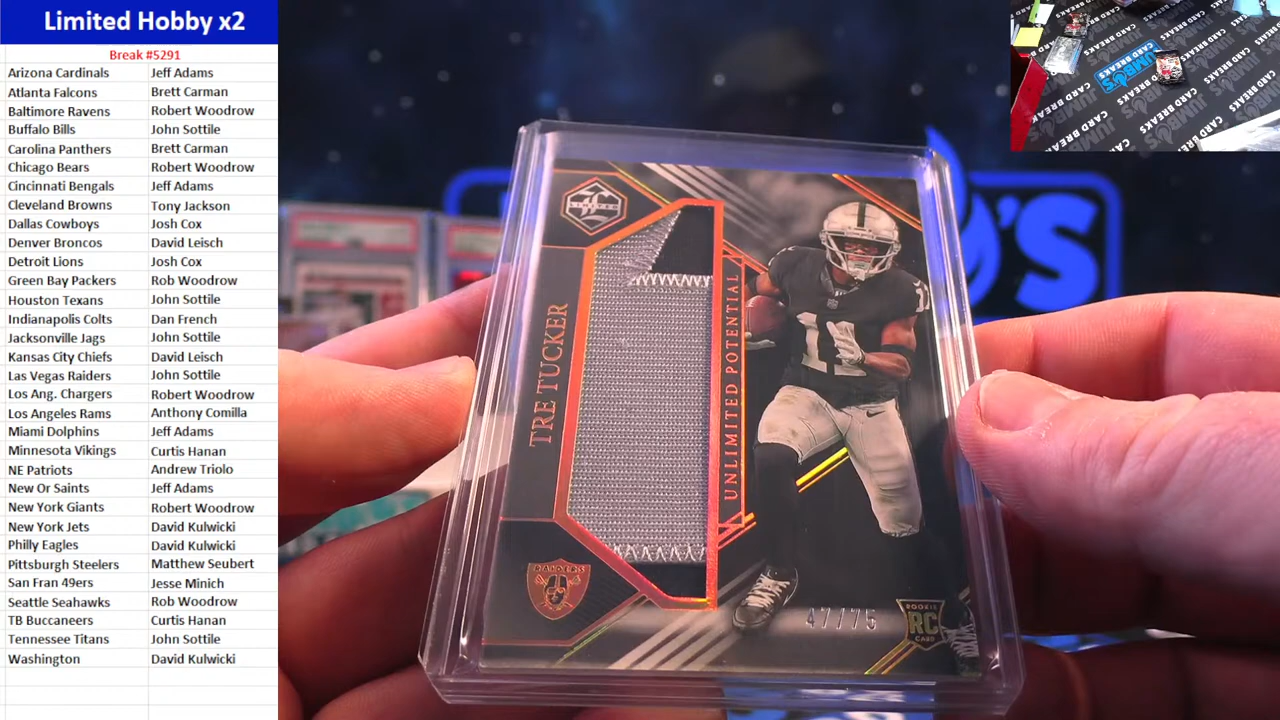 Limited Hobby x2
Break #5291
Arizona Cardinals Jeff Adams
Atlanta Falcons Brett Carman
Baltimore Ravens Robert Woodrow
Buffalo Bills John Sottile
Carolina Panthers Brett Carman
Chicago Bears Robert Woodrow
Cincinnati Bengals Jeff Adams
Cleveland Browns Tony Jackson
Dallas Cowboys Josh Cox
Denver Broncos David Leisch
Detroit Lions Josh Cox
Green Bay Packers Rob Woodrow
Houston Texans John Sottile
Indianapolis Colts Dan French
Jacksonville Jags John Sottile
Kansas City Chiefs David Leisch
Las Vegas Raiders John Sottile
Los Ang. Chargers Robert Woodrow
Los Angeles Rams Anthony Comilla
Miami Dolphins Jeff Adams
Minnesota Vikings Curtis Hanan
NE Patriots Andrew Triolo
New Or Saints Jeff Adams
New York Giants Robert Woodrow
New York Jets David Kulwicki
Philly Eagles David Kulwicki
Pittsburgh Steelers Matthew Seubert
San Fran 49ers Jesse Minich
Seattle Seahawks Rob Woodrow
TB Buccaneers Curtis Hanan
Tennessee Titans John Sottile
Washington David Kulwicki
LIMITED
TRE TUCKER
UNLIMITED POTENTIAL
11
RAIDERS
47/75
ROOKIE
RC
CARD
'S
JUMBO'S
CARD BREAKS